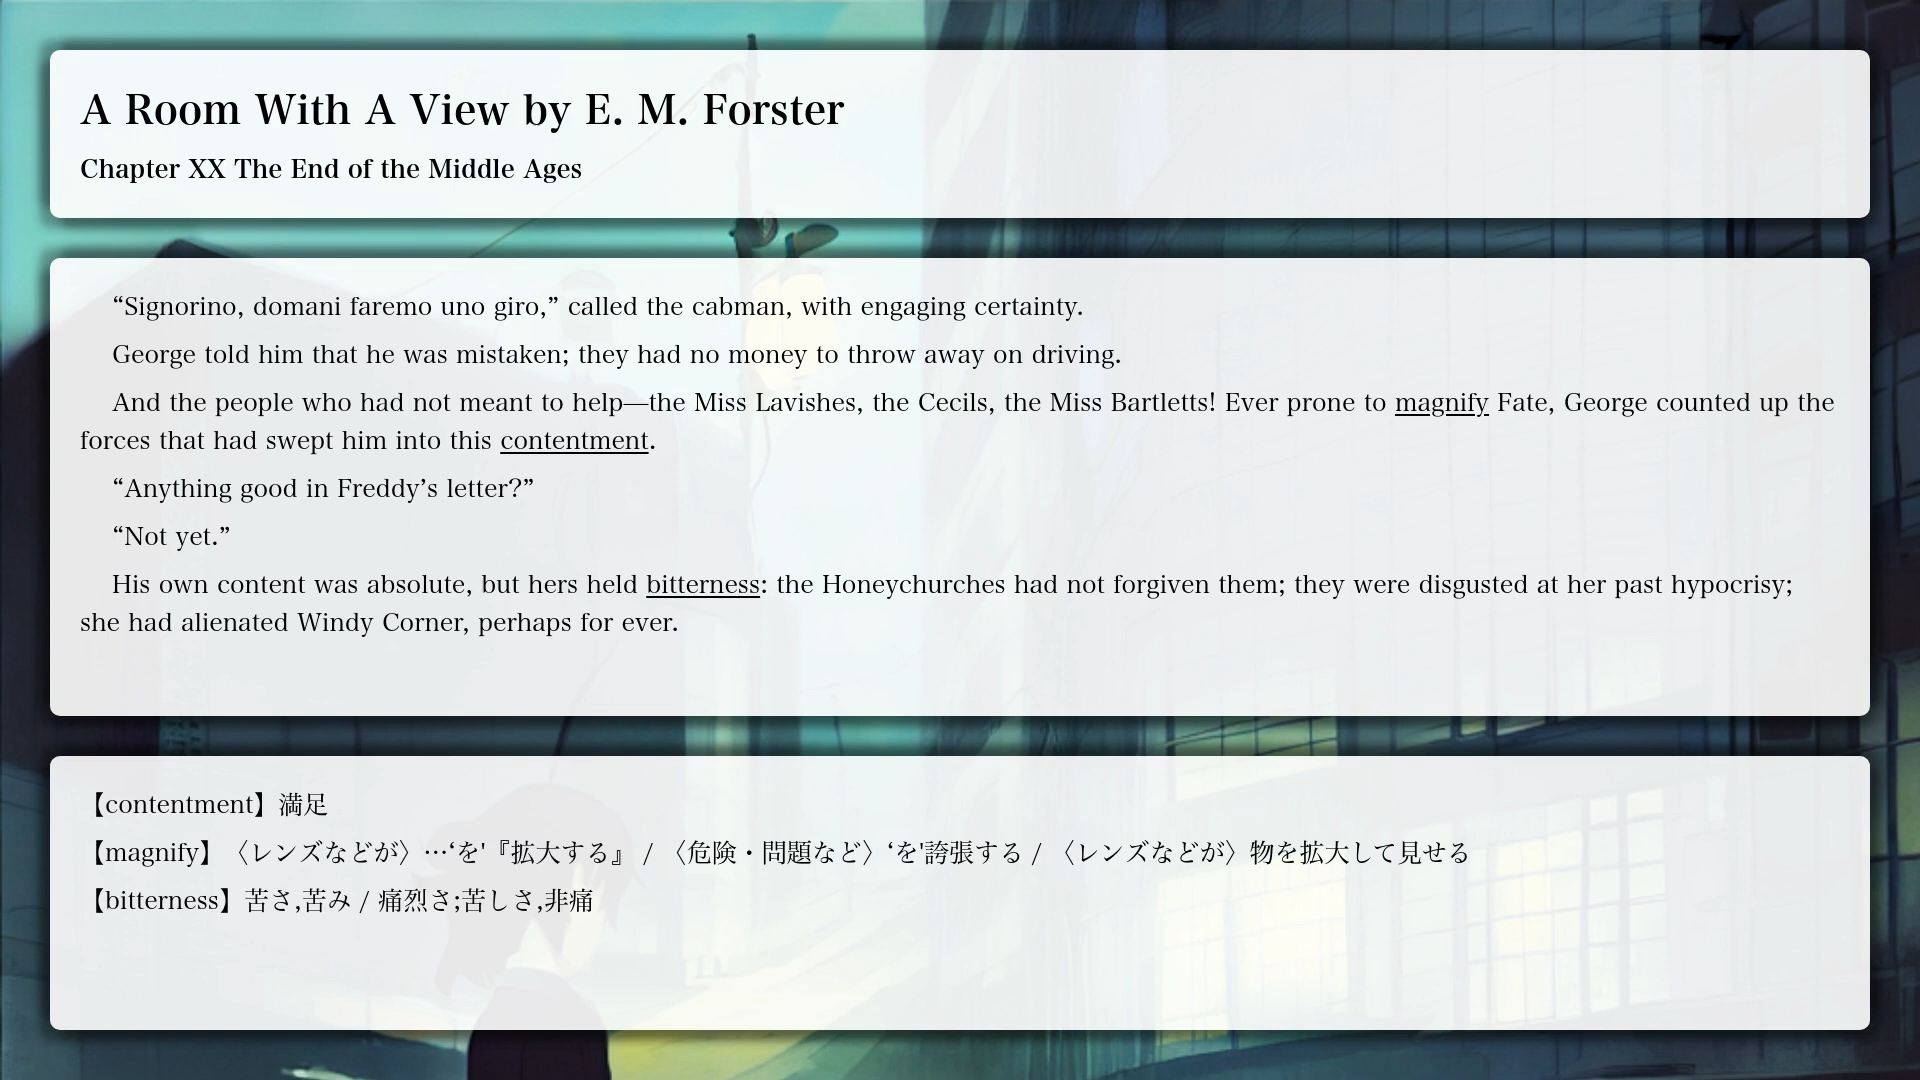 A Room With A View by E. M. Forster
Chapter XX The End of the Middle Ages
“Signorino, domani faremo uno giro,” called the cabman, with engaging certainty.
George told him that he was mistaken; they had no money to throw away on driving.
And the people who had not meant to help—the Miss Lavishes, the Cecils, the Miss Bartletts! Ever prone to magnify Fate, George counted up the
forces that had swept him into this contentment.
“Anything good in Freddy’s letter?”
“Not yet.”
His own content was absolute, but hers held bitterness: the Honeychurches had not forgiven them; they were disgusted at her past hypocrisy;
she had alienated Windy Corner, perhaps for ever.
【contentment】満足
【magnify】〈レンズなどが〉…‘を'『拡大する』 / 〈危険・問題など〉‘を'誇張する / 〈レンズなどが〉物を拡大して見せる
【bitterness】苦さ,苦み / 痛烈さ;苦しさ,非痛